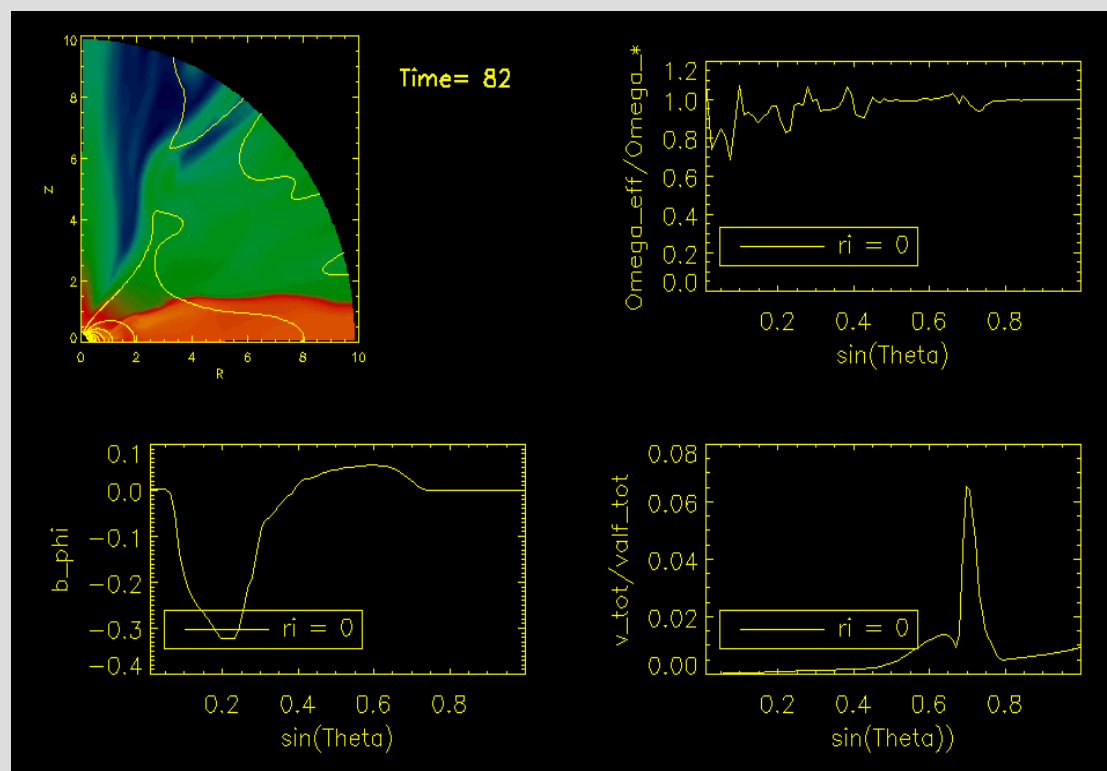 Time= 82
10
8
6
4
2
0
z
0 2 4 6 8 10
R
Omega_eff/Omega_*
1.2
1.0
0.8
0.6
0.4
0.2
0.0
ri = 0
0.2 0.4 0.6 0.8
sin(Theta)
b_phi
0.1
0.0
-0.1
-0.2
-0.3
-0.4
ri = 0
0.2 0.4 0.6 0.8
sin(Theta)
v_tot/valf_tot
0.08
0.06
0.04
0.02
0.00
ri = 0
0.2 0.4 0.6 0.8
sin(Theta))